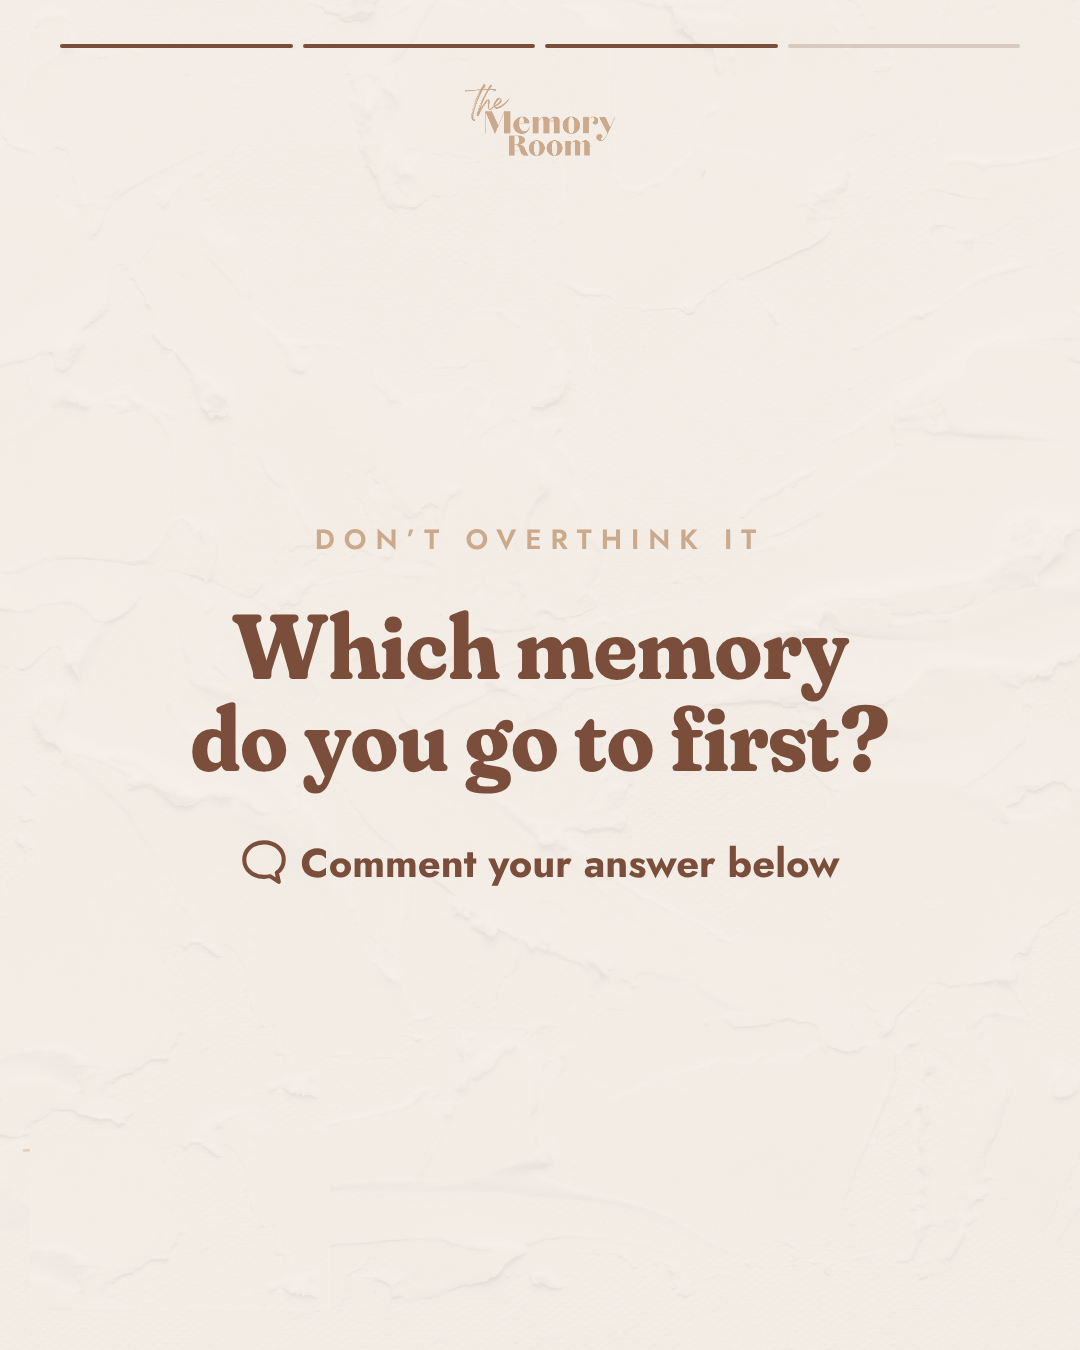 the
Memory
Room
DON’T OVERTHINK IT
Which memory
do you go to first?
Comment your answer below